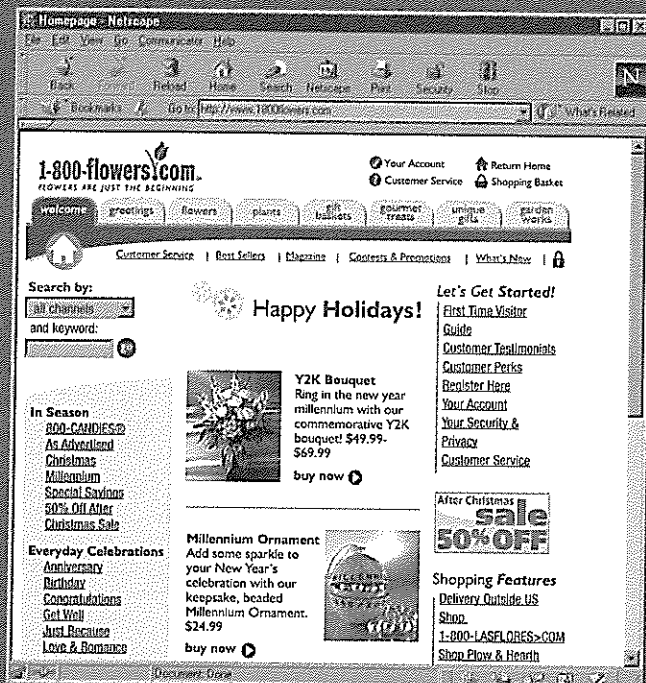 Homepage - Netscape
File Edit View Go Communicator Help
Back Forward Reload Home Search Netscape Print Security Stop
N
Bookmarks Go to: http://www.1800flowers.com What's Related
1-800-flowers.com
FLOWERS ARE JUST THE BEGINNING
Your Account Return Home
Customer Service Shopping Basket
welcome greetings flowers plants gift baskets gourmet treats unique gifts garden works
Customer Service | Best Sellers | Magazine | Contests & Promotions | What's New |
Search by:
all channels
and keyword:
In Season
800-CANDIES®
As Advertised
Christmas
Millennium
Special Savings
50% Off After
Christmas Sale
Everyday Celebrations
Anniversary
Birthday
Congratulations
Get Well
Just Because
Love & Romance
Happy Holidays!
Y2K Bouquet
Ring in the new year
millennium with our
commemorative Y2K
bouquet! $49.99-
$69.99
buy now
Millennium Ornament
Add some sparkle to
your New Year's
celebration with our
keepsake, beaded
Millennium Ornament.
$24.99
buy now
Let's Get Started!
First Time Visitor
Guide
Customer Testimonials
Customer Perks
Register Here
Your Account
Your Security &
Privacy
Customer Service
After Christmas
sale
50% OFF
Shopping Features
Delivery Outside US
Shop
1-800-LASFLORES>COM
Shop Plow & Hearth
Document: Done